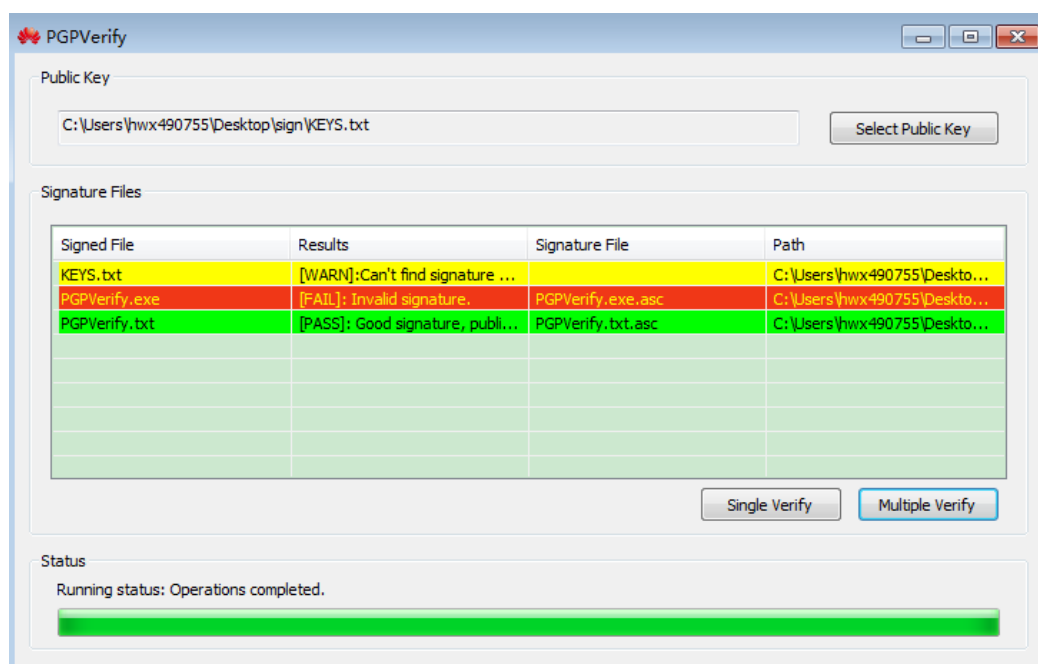 PGPVerify
Public Key
C:\Users\hwx490755\Desktop\sign\KEYS.txt Select Public Key
Signature Files
Signed File Results Signature File Path
KEYS.txt [WARN]:Can't find signature ... C:\Users\hwx490755\Deskto...
PGPVerify.exe [FAIL]: Invalid signature. PGPVerify.exe.asc C:\Users\hwx490755\Deskto...
PGPVerify.txt [PASS]: Good signature, publi... PGPVerify.txt.asc C:\Users\hwx490755\Deskto...
Single Verify Multiple Verify
Status
Running status: Operations completed.